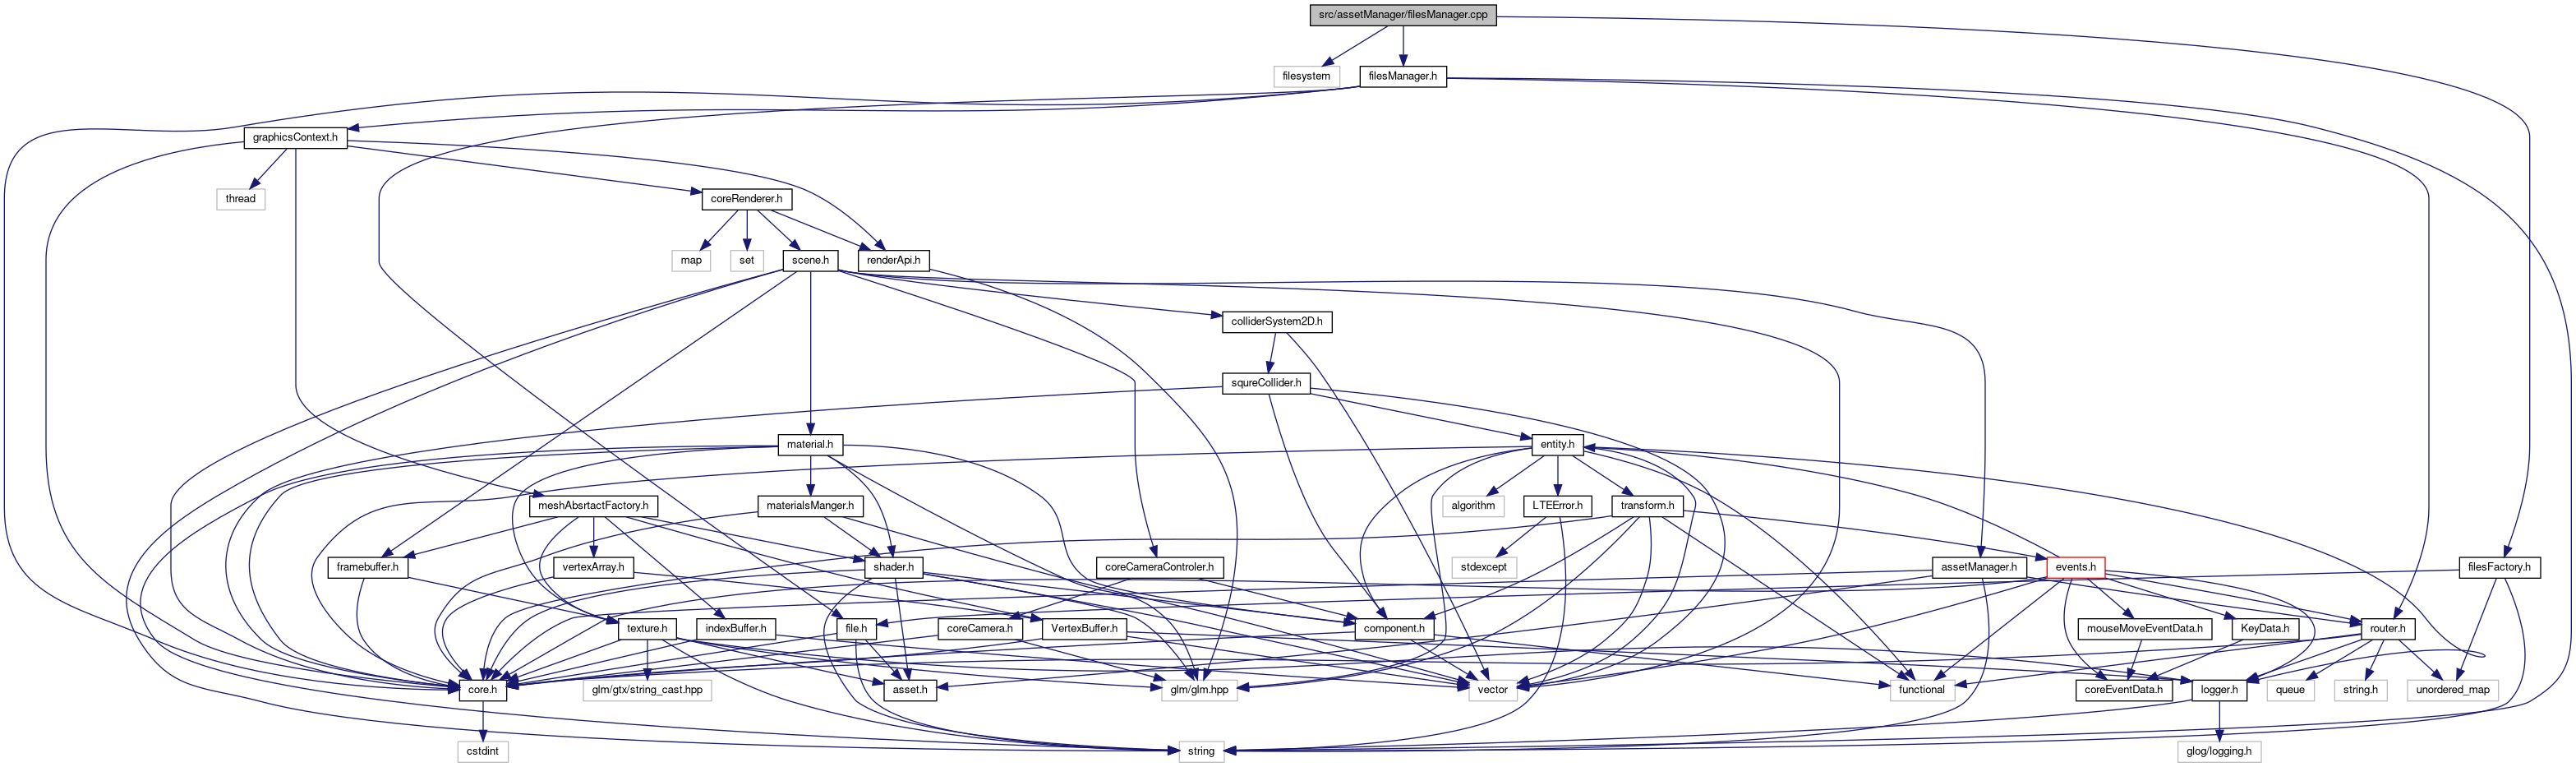 src/assetManager/filesManager.cpp
filesystem
filesManager.h
graphicsContext.h
thread
coreRenderer.h
map
set
scene.h
renderApi.h
colliderSystem2D.h
squreCollider.h
material.h
entity.h
meshAbsrtactFactory.h
materialsManger.h
algorithm
LTEError.h
transform.h
framebuffer.h
vertexArray.h
shader.h
coreCameraControler.h
stdexcept
assetManager.h
events.h
filesFactory.h
texture.h
indexBuffer.h
file.h
coreCamera.h
VertexBuffer.h
component.h
mouseMoveEventData.h
KeyData.h
router.h
core.h
glm/gtx/string_cast.hpp
asset.h
glm/glm.hpp
vector
functional
coreEventData.h
logger.h
queue
string.h
unordered_map
cstdint
string
glog/logging.h